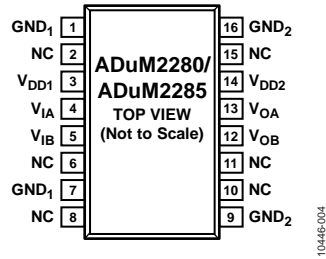 GND1 1 16 GND2
NC 2 15 NC
VDD1 3 14 VDD2
VIA 4 13 VOA
VIB 5 12 VOB
NC 6 11 NC
GND1 7 10 NC
NC 8 9 GND2
ADuM2280/
ADuM2285
TOP VIEW
(Not to Scale)
10446-004